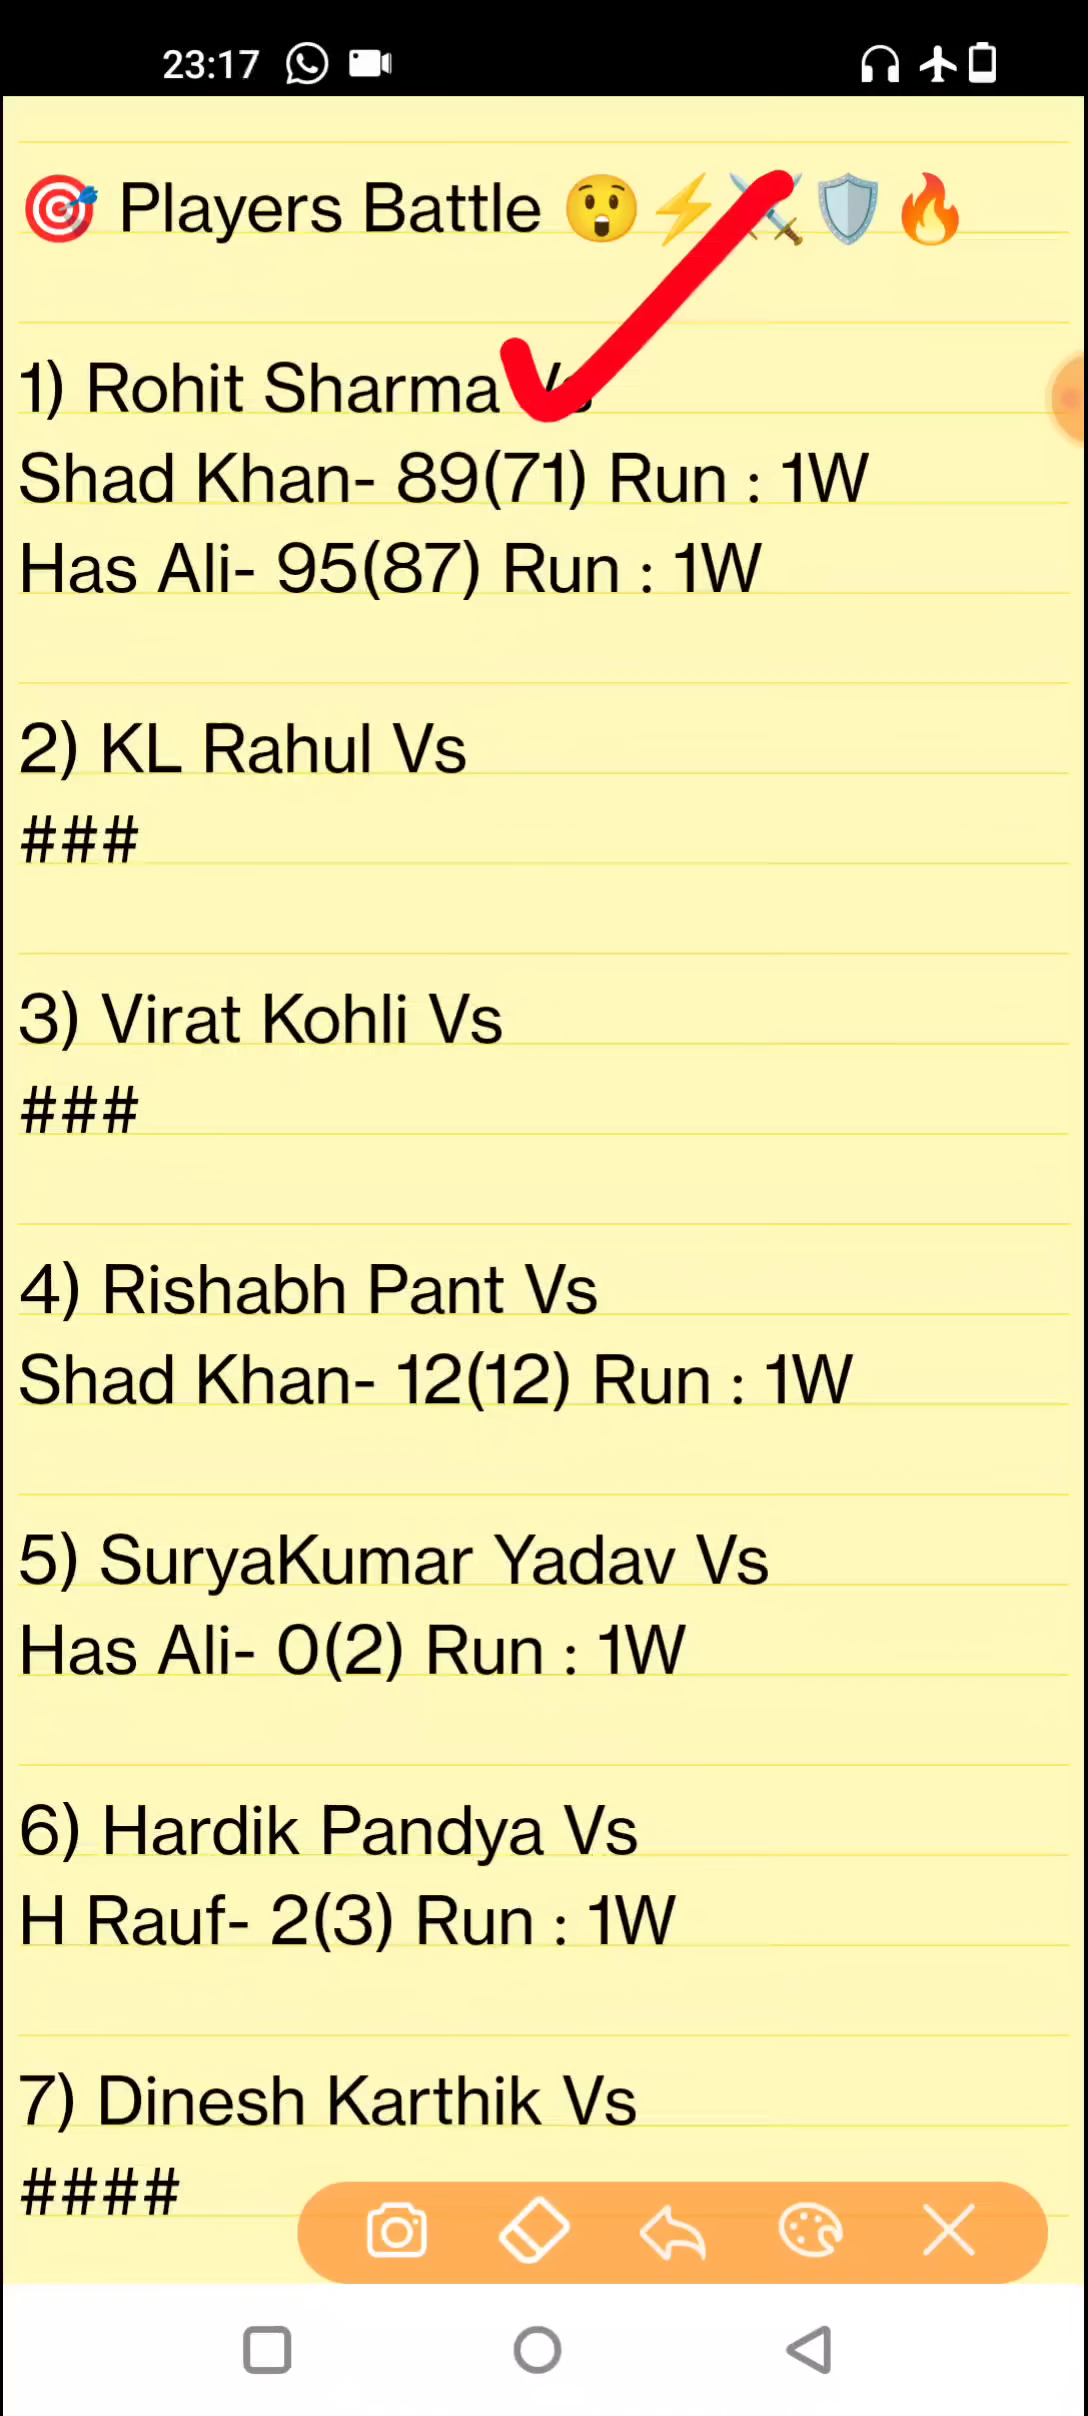 23:17
🎯 Players Battle 😲⚡⚔️🛡️🔥
1) Rohit Sharma Vs
Shad Khan- 89(71) Run : 1W
Has Ali- 95(87) Run : 1W
2) KL Rahul Vs
###
3) Virat Kohli Vs
###
4) Rishabh Pant Vs
Shad Khan- 12(12) Run : 1W
5) SuryaKumar Yadav Vs
Has Ali- 0(2) Run : 1W
6) Hardik Pandya Vs
H Rauf- 2(3) Run : 1W
7) Dinesh Karthik Vs
####